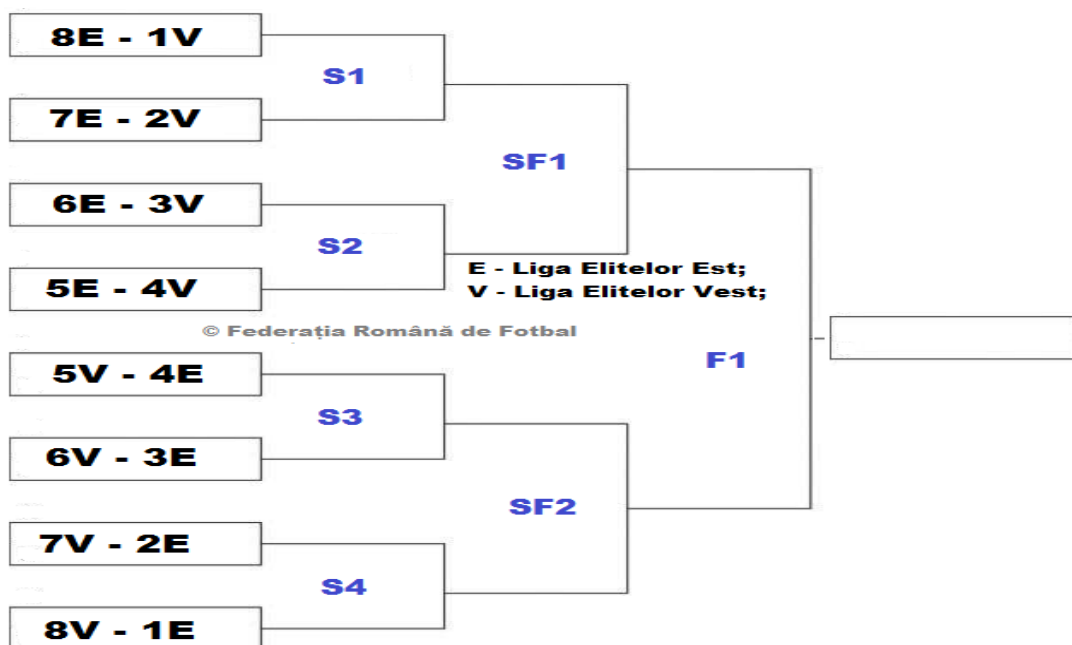 8E - 1V
S1
7E - 2V
SF1
6E - 3V
S2
E - Liga Elitelor Est;
V - Liga Elitelor Vest;
5E - 4V
© Federația Română de Fotbal
F1
5V - 4E
S3
6V - 3E
SF2
7V - 2E
S4
8V - 1E